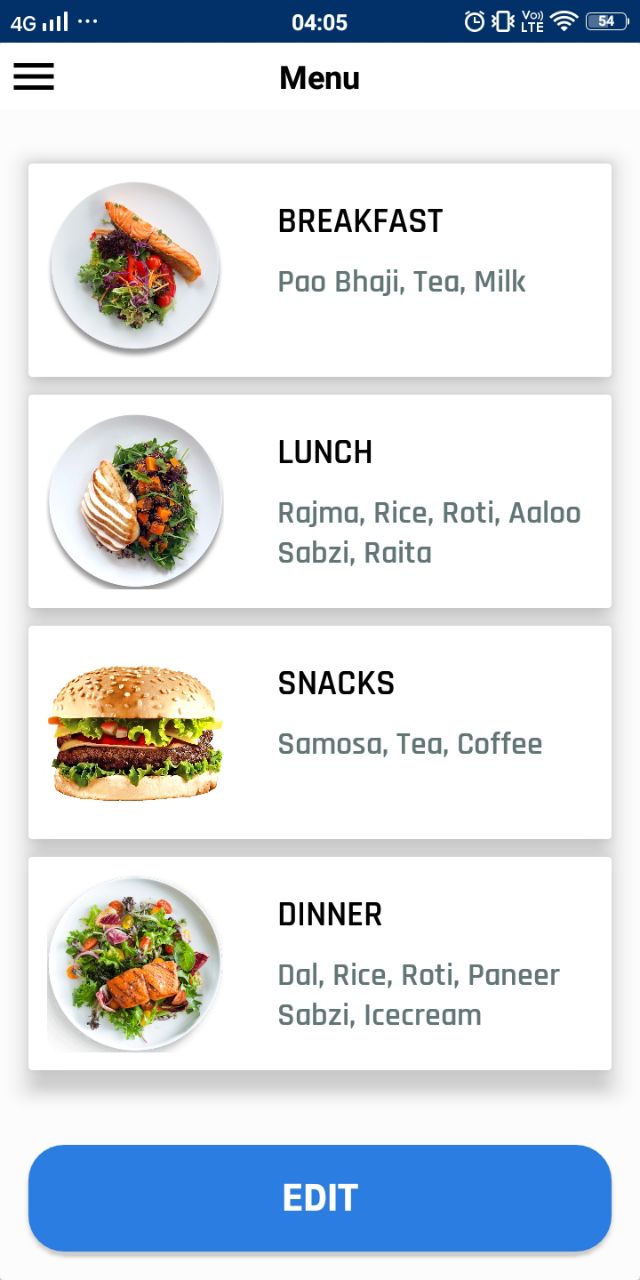 4G 04:05 Vo)) LTE 54
Menu
BREAKFAST
Pao Bhaji, Tea, Milk
LUNCH
Rajma, Rice, Roti, Aaloo
Sabzi, Raita
SNACKS
Samosa, Tea, Coffee
DINNER
Dal, Rice, Roti, Paneer
Sabzi, Icecream
EDIT